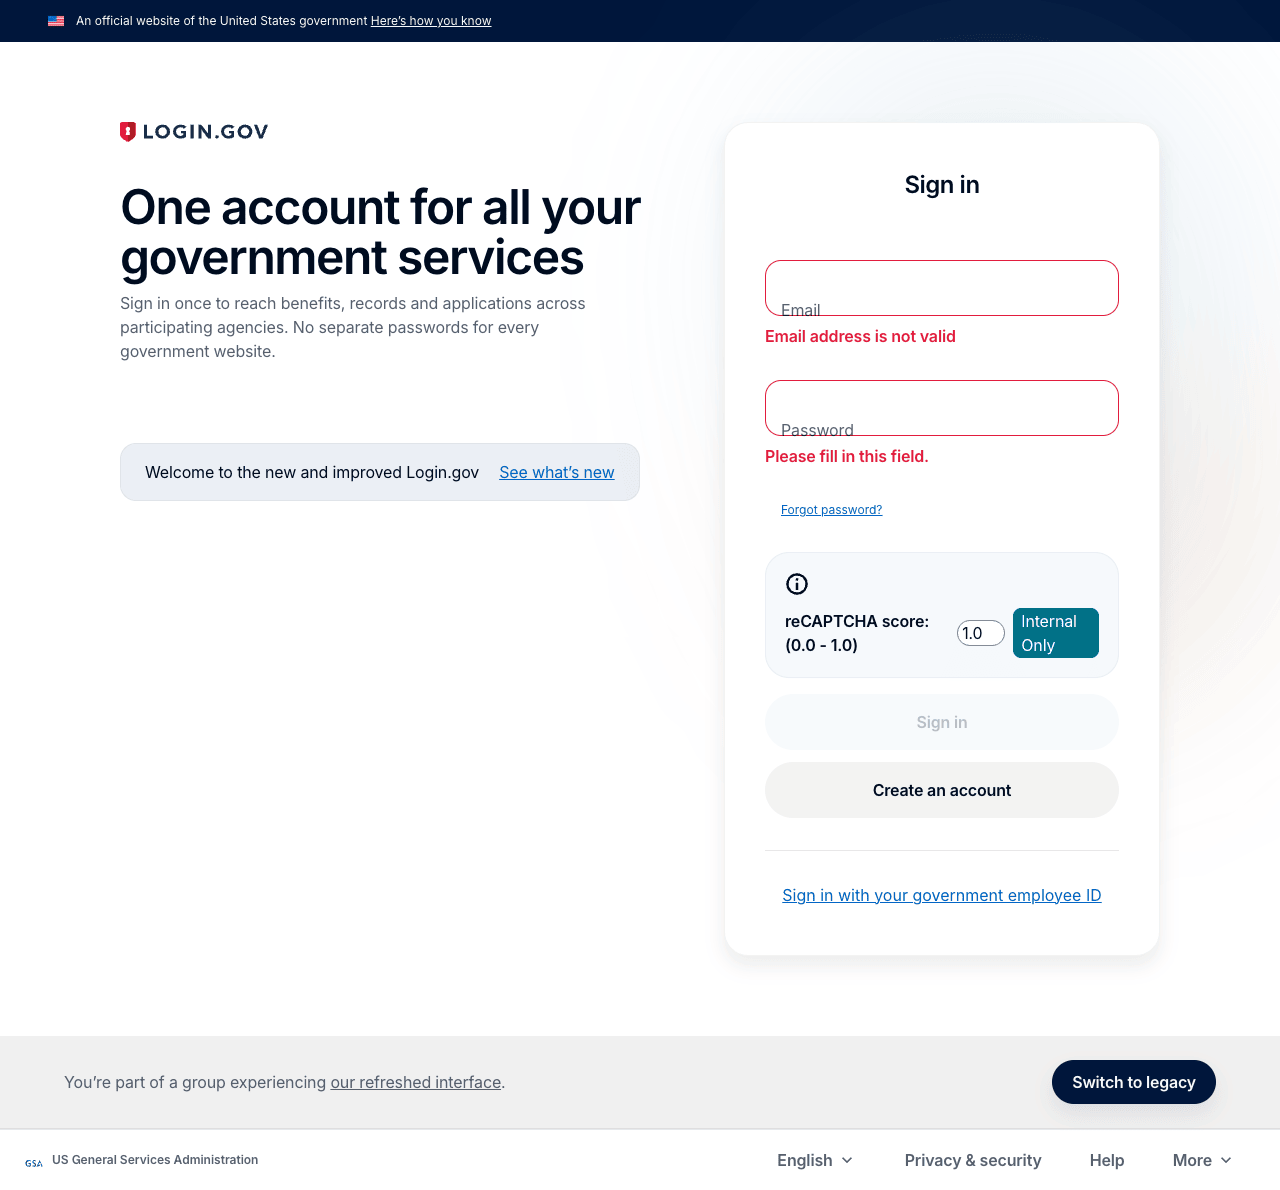 An official website of the United States government Here’s how you know
LOGIN.GOV
One account for all your
government services
Sign in once to reach benefits, records and applications across
participating agencies. No separate passwords for every
government website.
Welcome to the new and improved Login.gov See what’s new
Sign in
Email
Email address is not valid
Password
Please fill in this field.
Forgot password?
reCAPTCHA score:
(0.0 - 1.0)
1.0
Internal
Only
Sign in
Create an account
Sign in with your government employee ID
You’re part of a group experiencing our refreshed interface.
Switch to legacy
GSA US General Services Administration
English
Privacy & security
Help
More